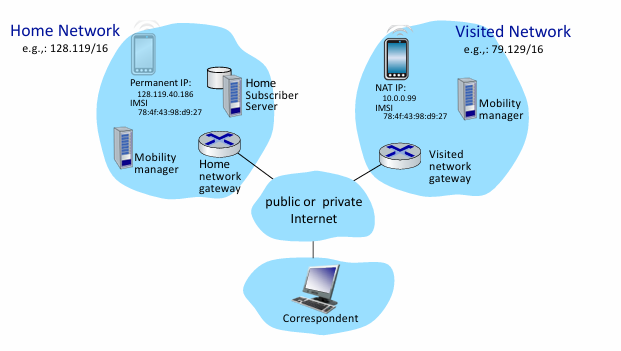 Home Network
e.g.,: 128.119/16
Visited Network
e.g.,: 79.129/16
Permanent IP:
128.119.40.186
IMSI
78:4f:43:98:d9:27
Home
Subscriber
Server
Mobility
manager
Home
network
gateway
NAT IP:
10.0.0.99
IMSI
78:4f:43:98:d9:27
Mobility
manager
Visited
network
gateway
public or private
Internet
Correspondent